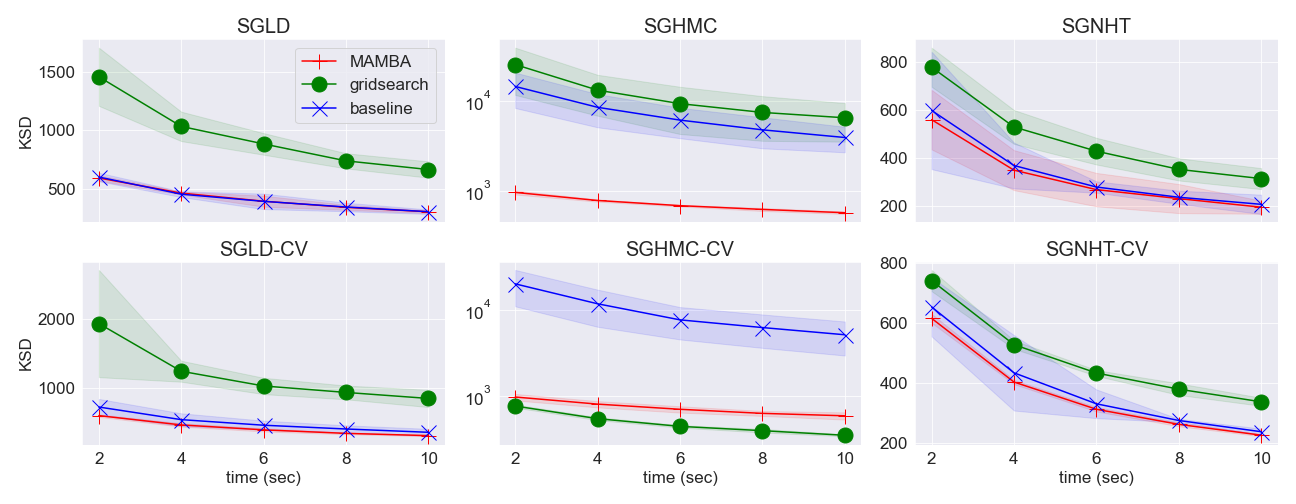 SGLD
SGHMC
SGNHT
KSD
1500
1000
500
MAMBA
gridsearch
baseline
10^4
10^3
800
600
400
200
SGLD-CV
SGHMC-CV
SGNHT-CV
KSD
2000
1000
10^4
10^3
800
600
400
200
2 4 6 8 10
2 4 6 8 10
2 4 6 8 10
time (sec)
time (sec)
time (sec)